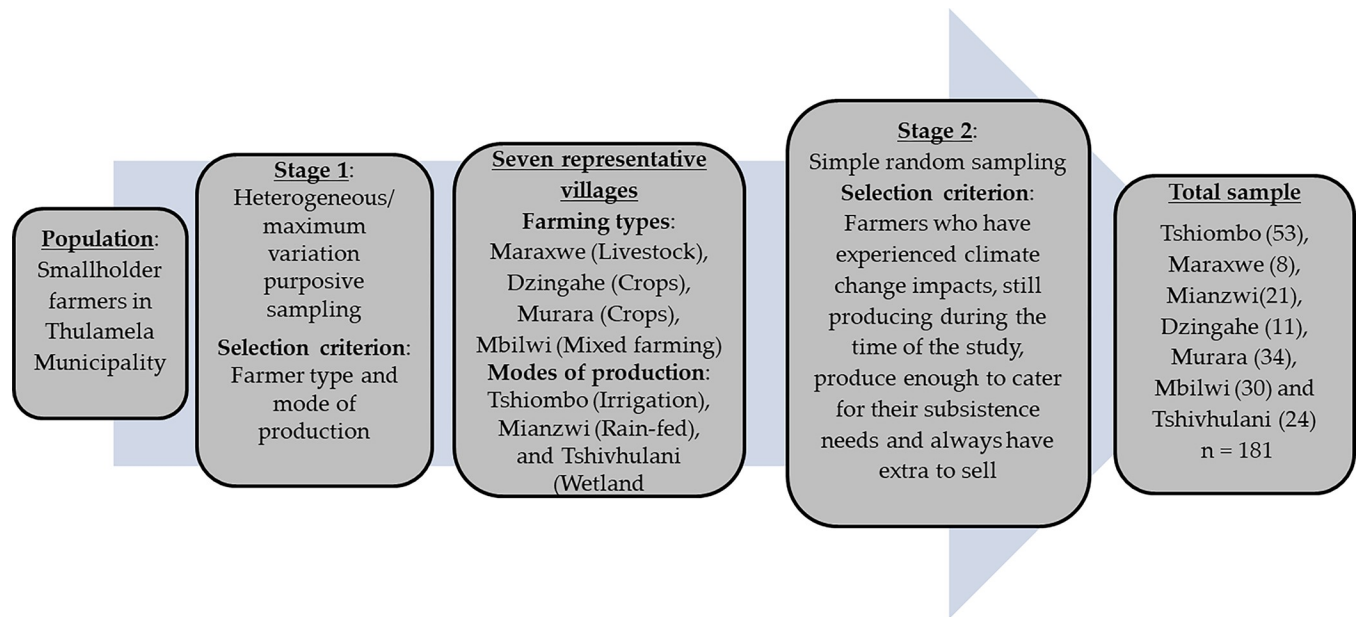 Population:
Smallholder
farmers in
Thulamela
Municipality
Stage 1:
Heterogeneous/
maximum
variation
purposive
sampling
Selection criterion:
Farmer type and
mode of
production
Seven representative
villages
Farming types:
Maraxwe (Livestock),
Dzingahe (Crops),
Murara (Crops),
Mbilwi (Mixed farming)
Modes of production:
Tshiombo (Irrigation),
Mianzwi (Rain-fed),
and Tshivhulani
(Wetland
Stage 2:
Simple random sampling
Selection criterion:
Farmers who have
experienced climate
change impacts, still
producing during the
time of the study,
produce enough to cater
for their subsistence
needs and always have
extra to sell
Total sample
Tshiombo (53),
Maraxwe (8),
Mianzwi(21),
Dzingahe (11),
Murara (34),
Mbilwi (30) and
Tshivhulani (24)
n = 181